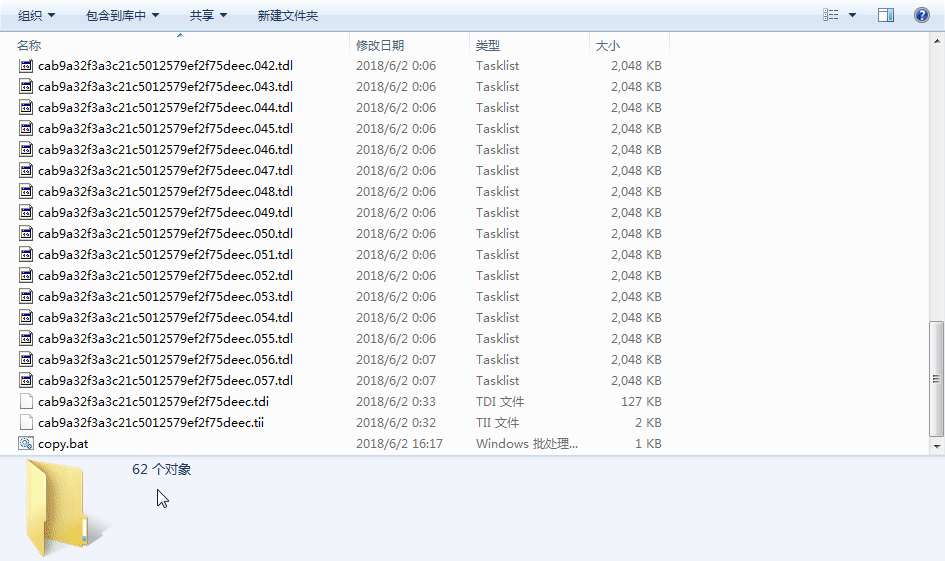 组织 包含到库中 共享 新建文件夹
名称 修改日期 类型 大小
cab9a32f3a3c21c5012579ef2f75deec.042.tdl 2018/6/2 0:06 Tasklist 2,048 KB
cab9a32f3a3c21c5012579ef2f75deec.043.tdl 2018/6/2 0:06 Tasklist 2,048 KB
cab9a32f3a3c21c5012579ef2f75deec.044.tdl 2018/6/2 0:06 Tasklist 2,048 KB
cab9a32f3a3c21c5012579ef2f75deec.045.tdl 2018/6/2 0:06 Tasklist 2,048 KB
cab9a32f3a3c21c5012579ef2f75deec.046.tdl 2018/6/2 0:06 Tasklist 2,048 KB
cab9a32f3a3c21c5012579ef2f75deec.047.tdl 2018/6/2 0:06 Tasklist 2,048 KB
cab9a32f3a3c21c5012579ef2f75deec.048.tdl 2018/6/2 0:06 Tasklist 2,048 KB
cab9a32f3a3c21c5012579ef2f75deec.049.tdl 2018/6/2 0:06 Tasklist 2,048 KB
cab9a32f3a3c21c5012579ef2f75deec.050.tdl 2018/6/2 0:06 Tasklist 2,048 KB
cab9a32f3a3c21c5012579ef2f75deec.051.tdl 2018/6/2 0:06 Tasklist 2,048 KB
cab9a32f3a3c21c5012579ef2f75deec.052.tdl 2018/6/2 0:06 Tasklist 2,048 KB
cab9a32f3a3c21c5012579ef2f75deec.053.tdl 2018/6/2 0:06 Tasklist 2,048 KB
cab9a32f3a3c21c5012579ef2f75deec.054.tdl 2018/6/2 0:06 Tasklist 2,048 KB
cab9a32f3a3c21c5012579ef2f75deec.055.tdl 2018/6/2 0:06 Tasklist 2,048 KB
cab9a32f3a3c21c5012579ef2f75deec.056.tdl 2018/6/2 0:07 Tasklist 2,048 KB
cab9a32f3a3c21c5012579ef2f75deec.057.tdl 2018/6/2 0:07 Tasklist 2,048 KB
cab9a32f3a3c21c5012579ef2f75deec.tdi 2018/6/2 0:33 TDI 文件 127 KB
cab9a32f3a3c21c5012579ef2f75deec.tii 2018/6/2 0:32 TII 文件 2 KB
copy.bat 2018/6/2 16:17 Windows 批处理... 1 KB
62 个对象